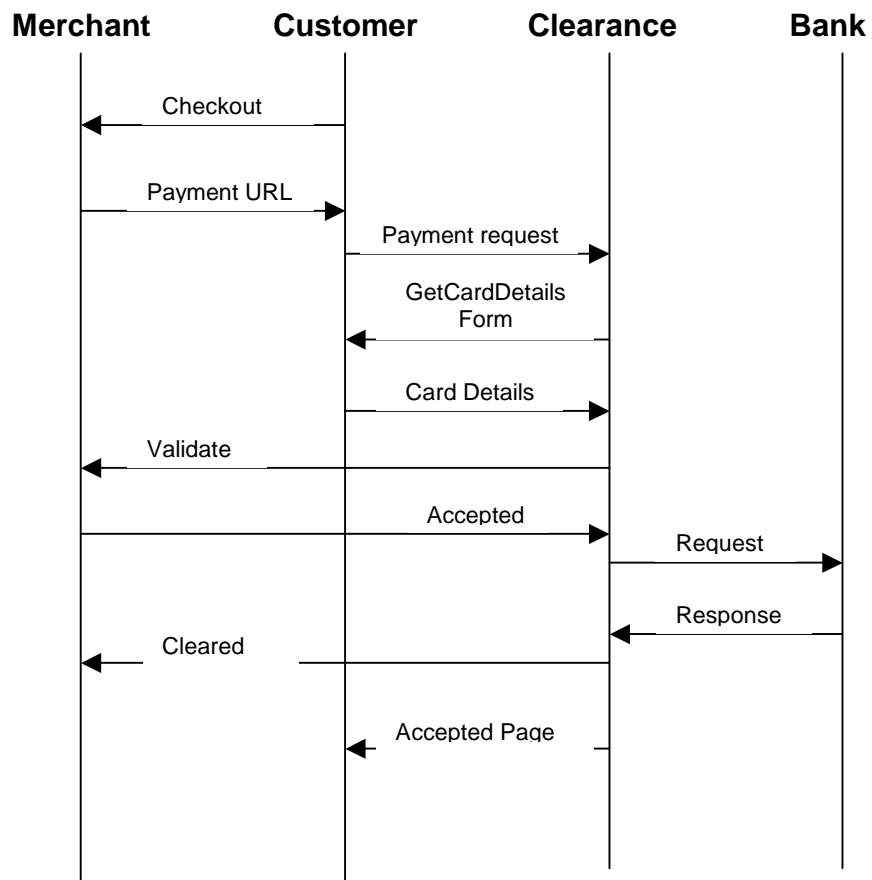 Merchant Customer Clearance Bank
Checkout
Payment URL
Payment request
GetCardDetails
Form
Card Details
Validate
Accepted
Request
Response
Cleared
Accepted Page